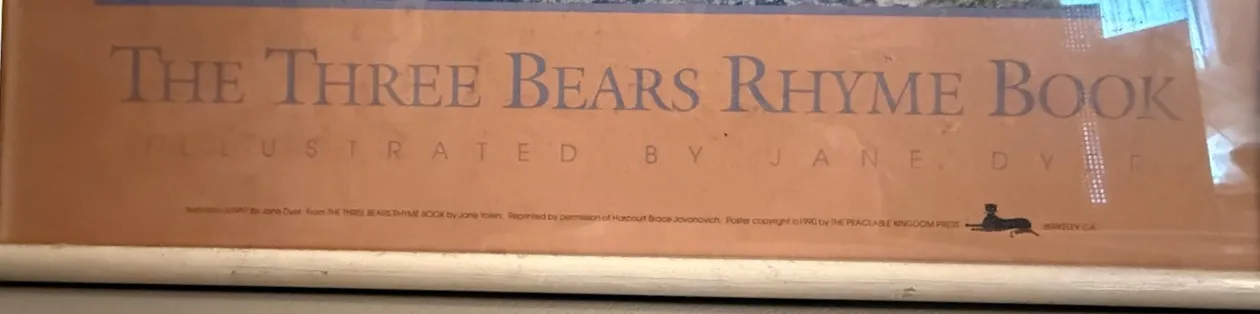 THE THREE BEARS RHYME BOOK
ILLUSTRATED BY JANE DYER
by Jane Dyer from THE THREE BEARS RHYME BOOK by Jane Yolen. Reprinted by permission of Harcourt Brace Jovanovich. Poster copyright ©1990 by THE PEACEABLE KINGDOM PRESS BERKELEY, CA